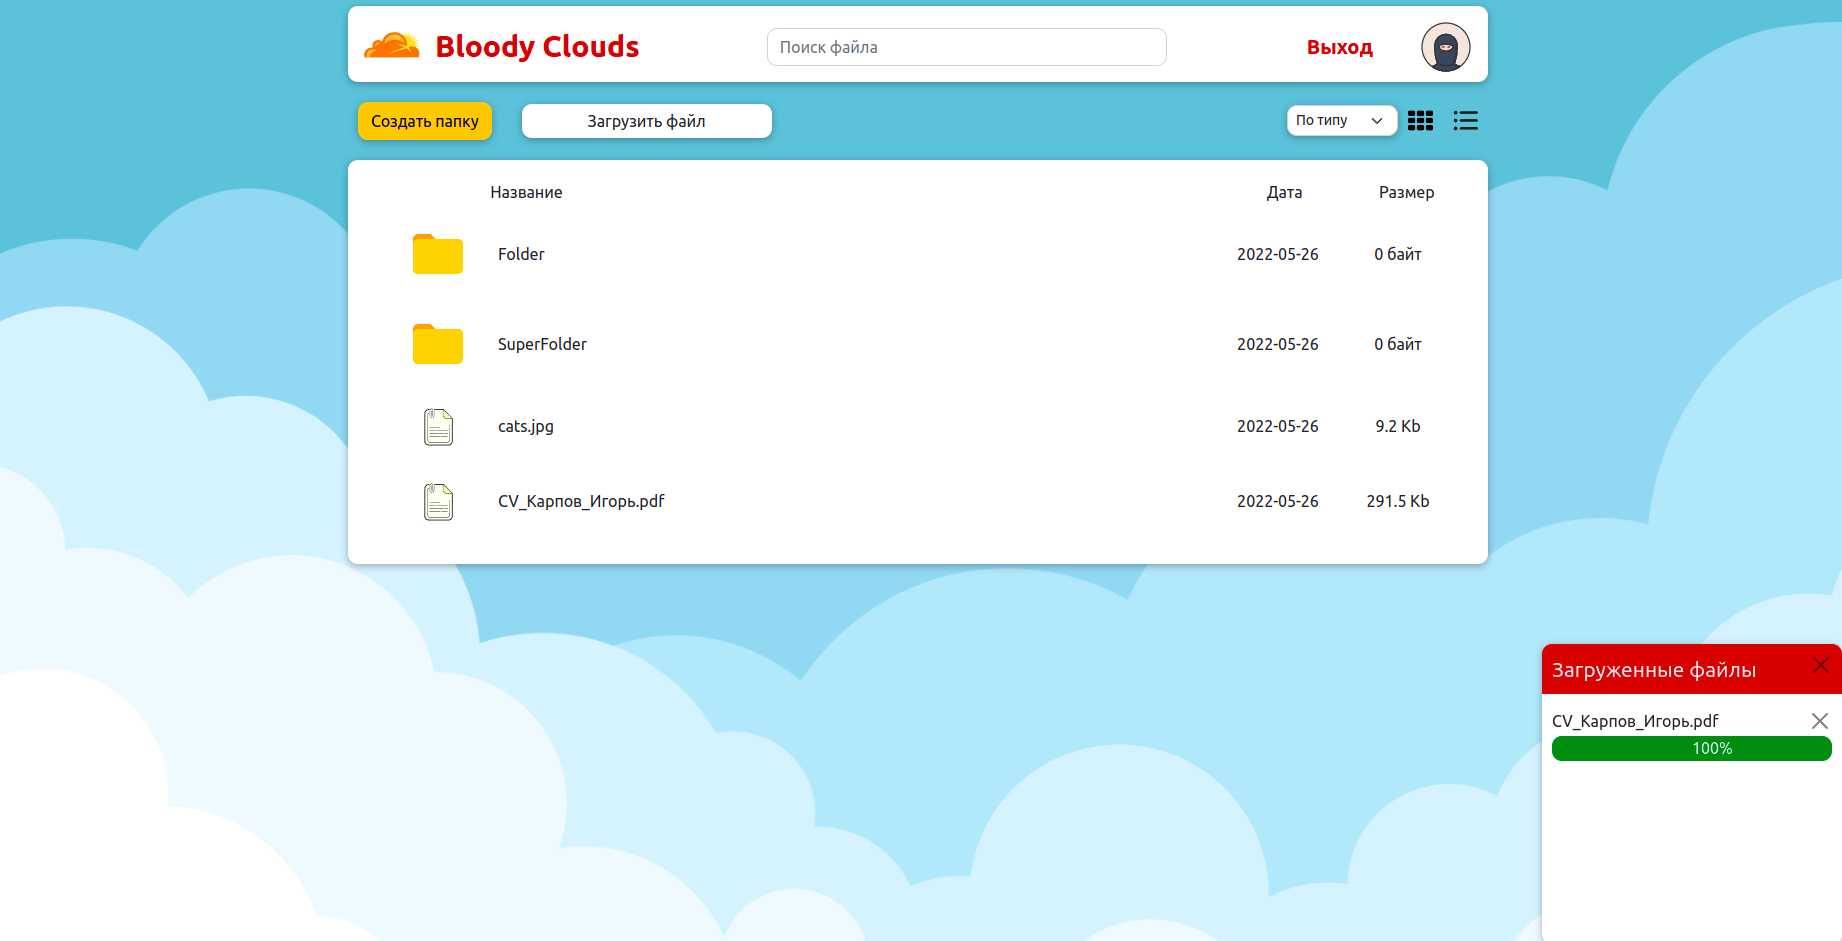 Bloody Clouds
Поиск файла
Выход
Создать папку
Загрузить файл
По типу
Название Дата Размер
Folder 2022-05-26 0 байт
SuperFolder 2022-05-26 0 байт
cats.jpg 2022-05-26 9.2 Kb
CV_Карпов_Игорь.pdf 2022-05-26 291.5 Kb
Загруженные файлы
CV_Карпов_Игорь.pdf
100%